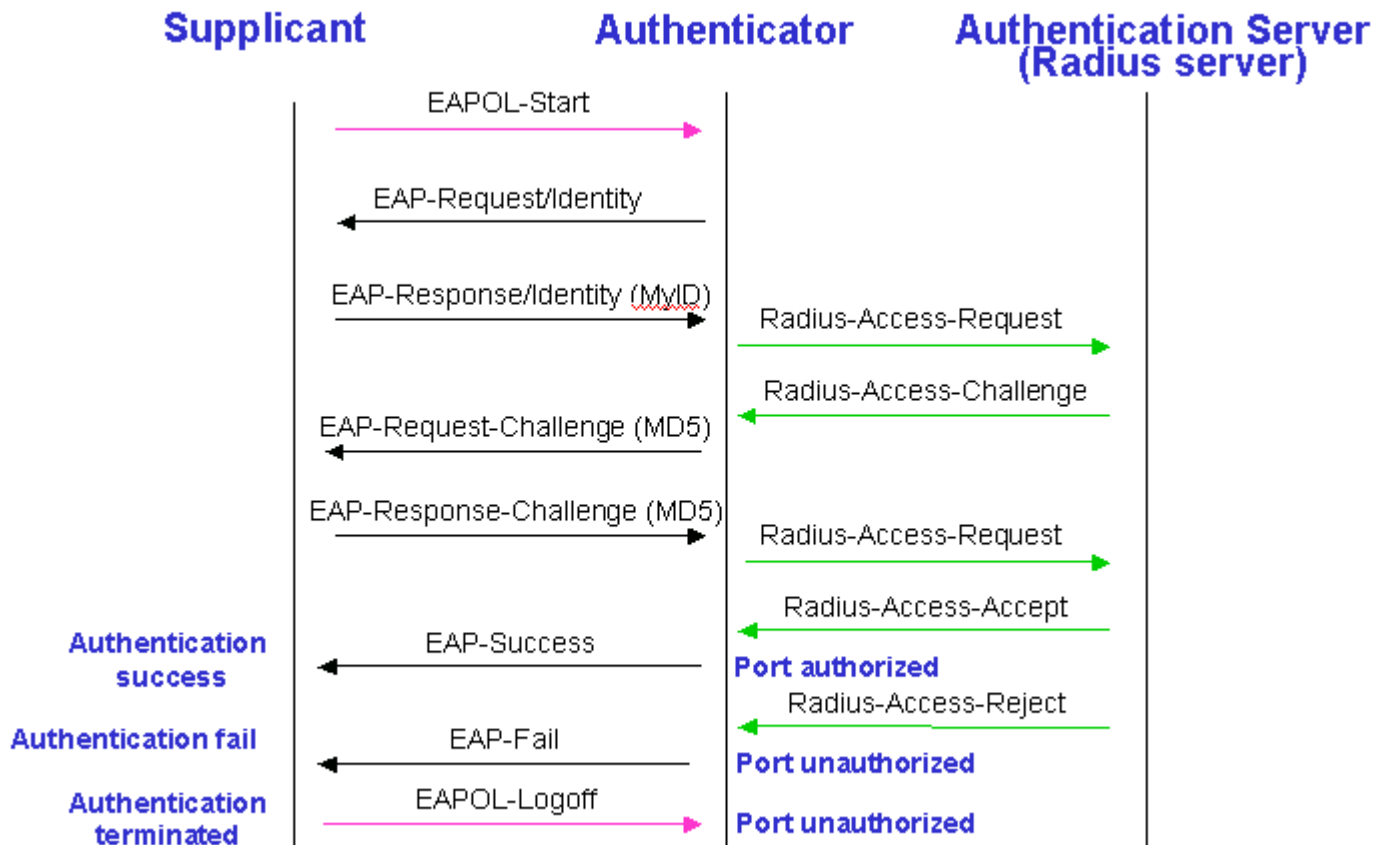 Supplicant
Authenticator
Authentication Server
(Radius server)
EAPOL-Start
EAP-Request/Identity
EAP-Response/Identity (MyID)
Radius-Access-Request
Radius-Access-Challenge
EAP-Request-Challenge (MD5)
EAP-Response-Challenge (MD5)
Radius-Access-Request
Radius-Access-Accept
Authentication
success
EAP-Success
Port authorized
Radius-Access-Reject
Authentication fail
EAP-Fail
Port unauthorized
Authentication
terminated
EAPOL-Logoff
Port unauthorized